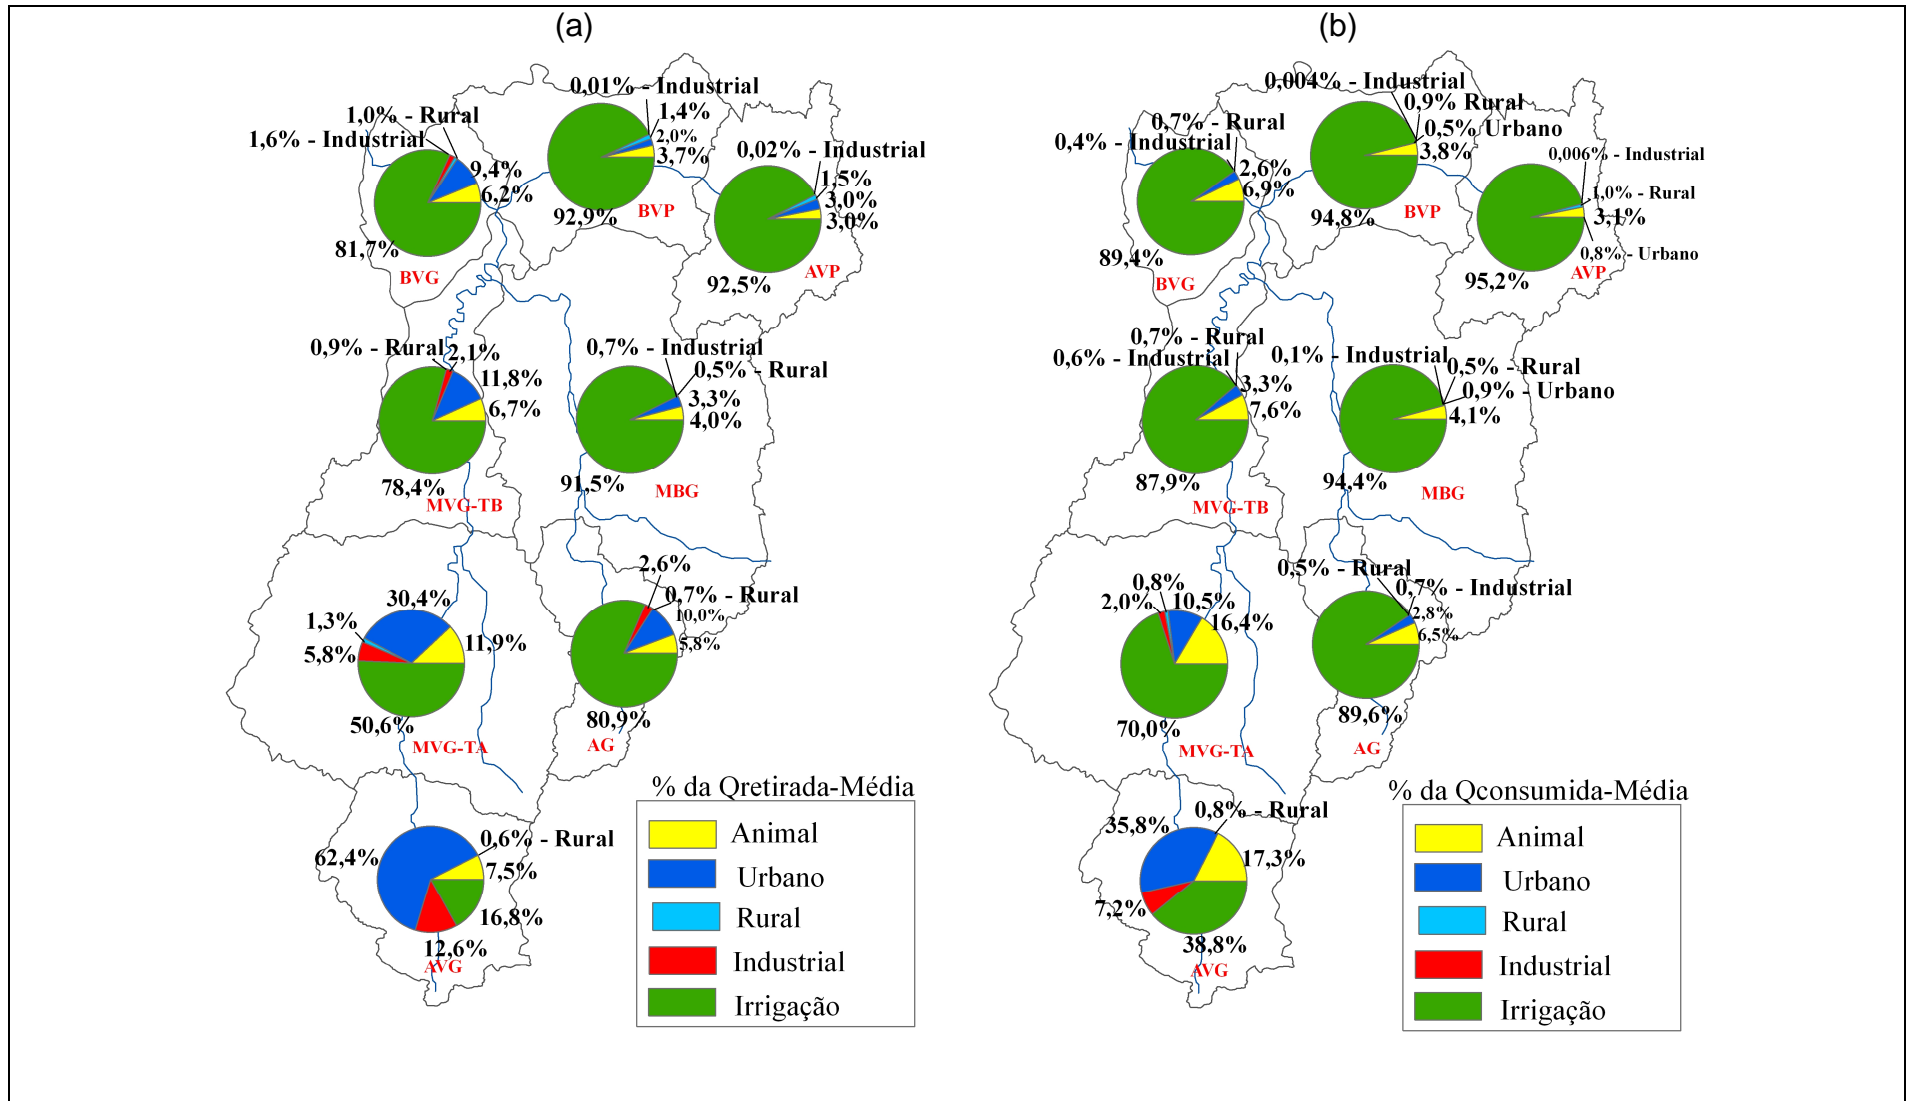 (a)
0,01% - Industrial
1,4%
2,0%
3,7%
92,9%
BVP
1,0% - Rural
1,6% - Industrial
9,4%
6,2%
81,7%
BVG
0,02% - Industrial
1,5%
3,0%
3,0%
92,5%
AVP
0,9% - Rural
2,1%
11,8%
6,7%
78,4%
MVG-TB
0,7% - Industrial
0,5% - Rural
3,3%
4,0%
91,5%
MBG
30,4%
1,3%
5,8%
11,9%
50,6%
MVG-TA
2,6%
0,7% - Rural
10,0%
5,8%
80,9%
AG
62,4%
0,6% - Rural
7,5%
16,8%
12,6%
AVG
% da Qretirada-Média
Animal
Urbano
Rural
Industrial
Irrigação
(b)
0,004% - Industrial
0,9% Rural
0,5% Urbano
3,8%
94,8%
BVP
0,7% - Rural
0,4% - Industrial
2,6%
6,9%
89,4%
BVG
0,006% - Industrial
1,0% - Rural
3,1%
0,8% - Urbano
95,2%
AVP
0,7% - Rural
0,6% - Industrial
3,3%
7,6%
87,9%
MVG-TB
0,1% - Industrial
0,5% - Rural
0,9% - Urbano
4,1%
94,4%
MBG
0,8%
2,0%
10,5%
16,4%
70,0%
MVG-TA
0,5% - Rural
0,7% - Industrial
2,8%
6,5%
89,6%
AG
35,8%
0,8% - Rural
17,3%
7,2%
38,8%
AVG
% da Qconsumida-Média
Animal
Urbano
Rural
Industrial
Irrigação